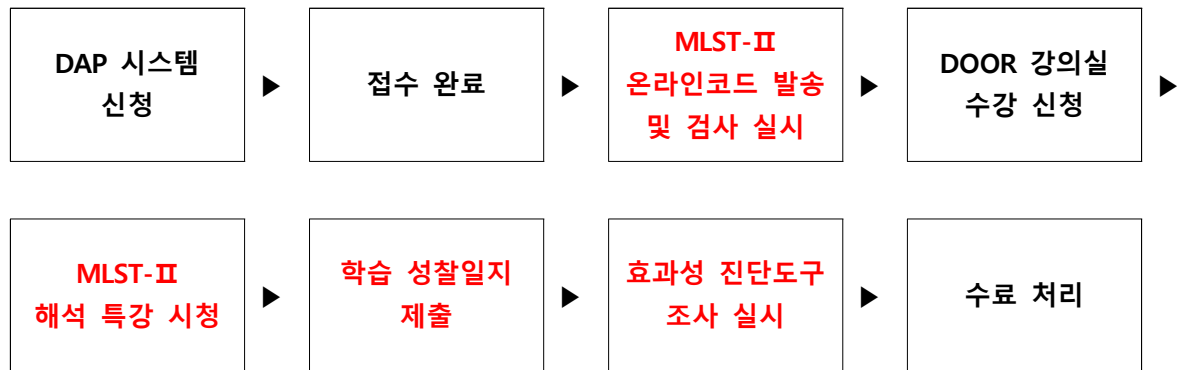 DAP 시스템
신청
▶
접수 완료
▶
MLST-Ⅱ
온라인코드 발송
및 검사 실시
▶
DOOR 강의실
수강 신청
▶
MLST-Ⅱ
해석 특강 시청
▶
학습 성찰일지
제출
▶
효과성 진단도구
조사 실시
▶
수료 처리